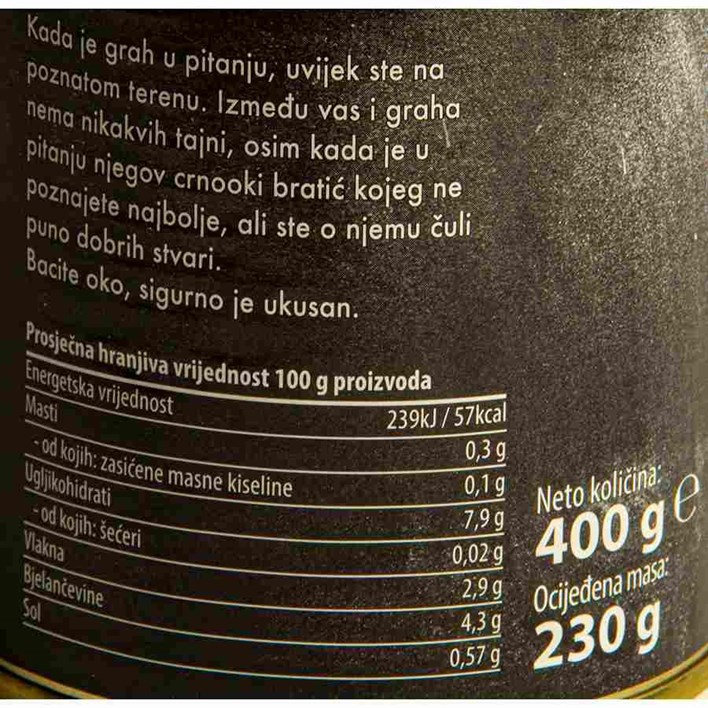 Kada je grah u pitanju, uvijek ste na
poznatom terenu. Između vas i graha
nema nikakvih tajni, osim kada je u
pitanju njegov crnooki bratić kojeg ne
poznajete najbolje, ali ste o njemu čuli
puno dobrih stvari.
Bacite oko, sigurno je ukusan.
Prosječna hranjiva vrijednost 100 g proizvoda
Energetska vrijednost 239kJ / 57kcal
Masti 0,3 g
- od kojih: zasićene masne kiseline 0,1 g
Ugljikohidrati 7,9 g
- od kojih: šećeri 0,02 g
Vlakna 2,9 g
Bjelančevine 4,3 g
Sol 0,57 g
Neto količina:
400 g e
Ocijeđena masa:
230 g